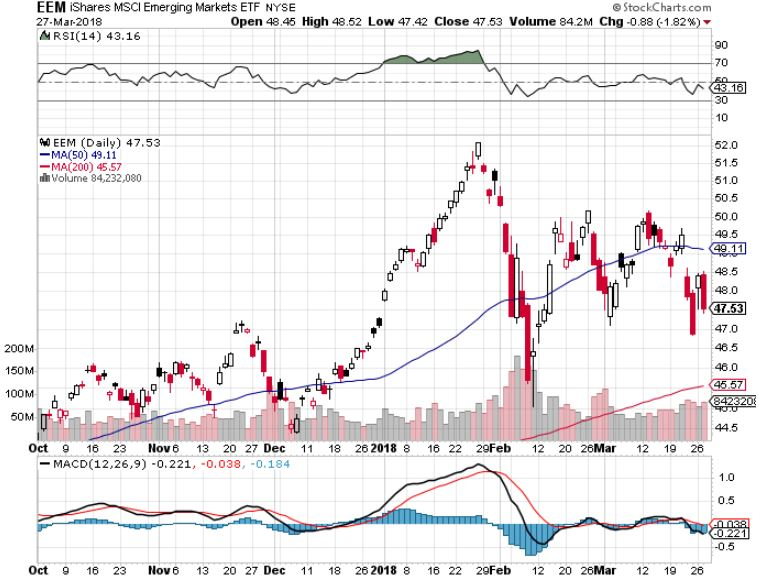 EEM iShares MSCI Emerging Markets ETF NYSE © StockCharts.com
27-Mar-2018 Open 48.45 High 48.52 Low 47.42 Close 47.53 Volume 84.2M Chg -0.88 (-1.82%)
RSI(14) 43.16
90
70
50
43.16
30
10
EEM (Daily) 47.53
MA(50) 49.11
MA(200) 45.57
Volume 84,232,080
52.0
51.5
51.0
50.5
50.0
49.5
49.11
48.5
48.0
47.53
47.0
46.5
46.0
45.57
8423208
44.5
200M
150M
100M
50M
Oct 9 16 23 Nov 6 13 20 27 Dec 11 18 26 2018 8 16 22 29 Feb 12 20 26 Mar 12 19 26
MACD(12,26,9) -0.221, -0.038, -0.184
1.0
0.5
-0.038
-0.221
-0.5
Oct 9 16 23 Nov 6 13 20 27 Dec 11 18 26 2018 8 16 22 29 Feb 12 20 26 Mar 12 19 26